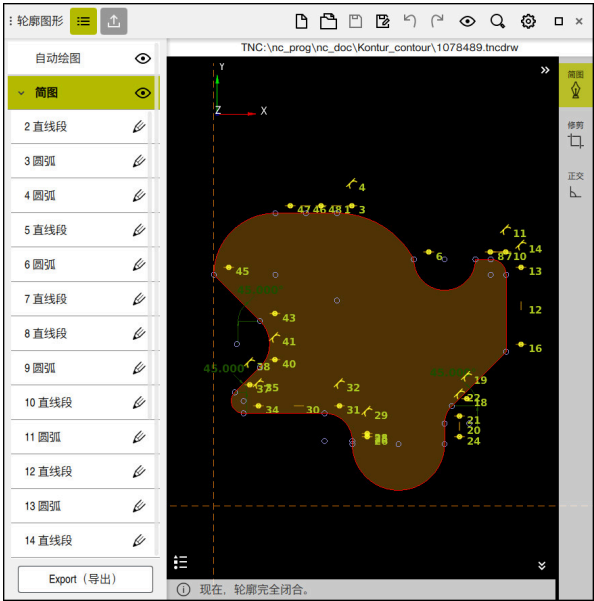 轮廓图形
TNC:\nc_prog\nc_doc\Kontur_contour\1078489.tncdrw
自动绘图
简图
2 直线段
3 圆弧
4 圆弧
5 直线段
6 圆弧
7 直线段
8 直线段
9 圆弧
10 直线段
11 圆弧
12 直线段
13 圆弧
14 直线段
Export（导出）
Y
Z
X
4
47
46
48
1
3
11
14
6
8
7
10
13
45
12
43
41
16
45.000
38
40
37
35
32
19
22
18
34
30
31
29
21
20
24
简图
修剪
正交
现在，轮廓完全闭合。